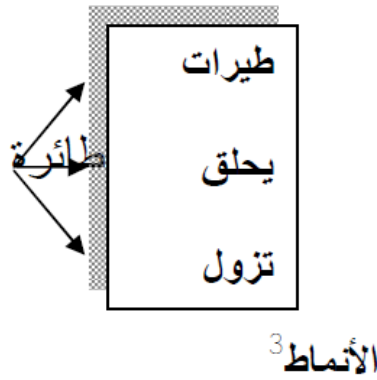 طيرات
طائرة
يحلق
تزول
الأنماط3